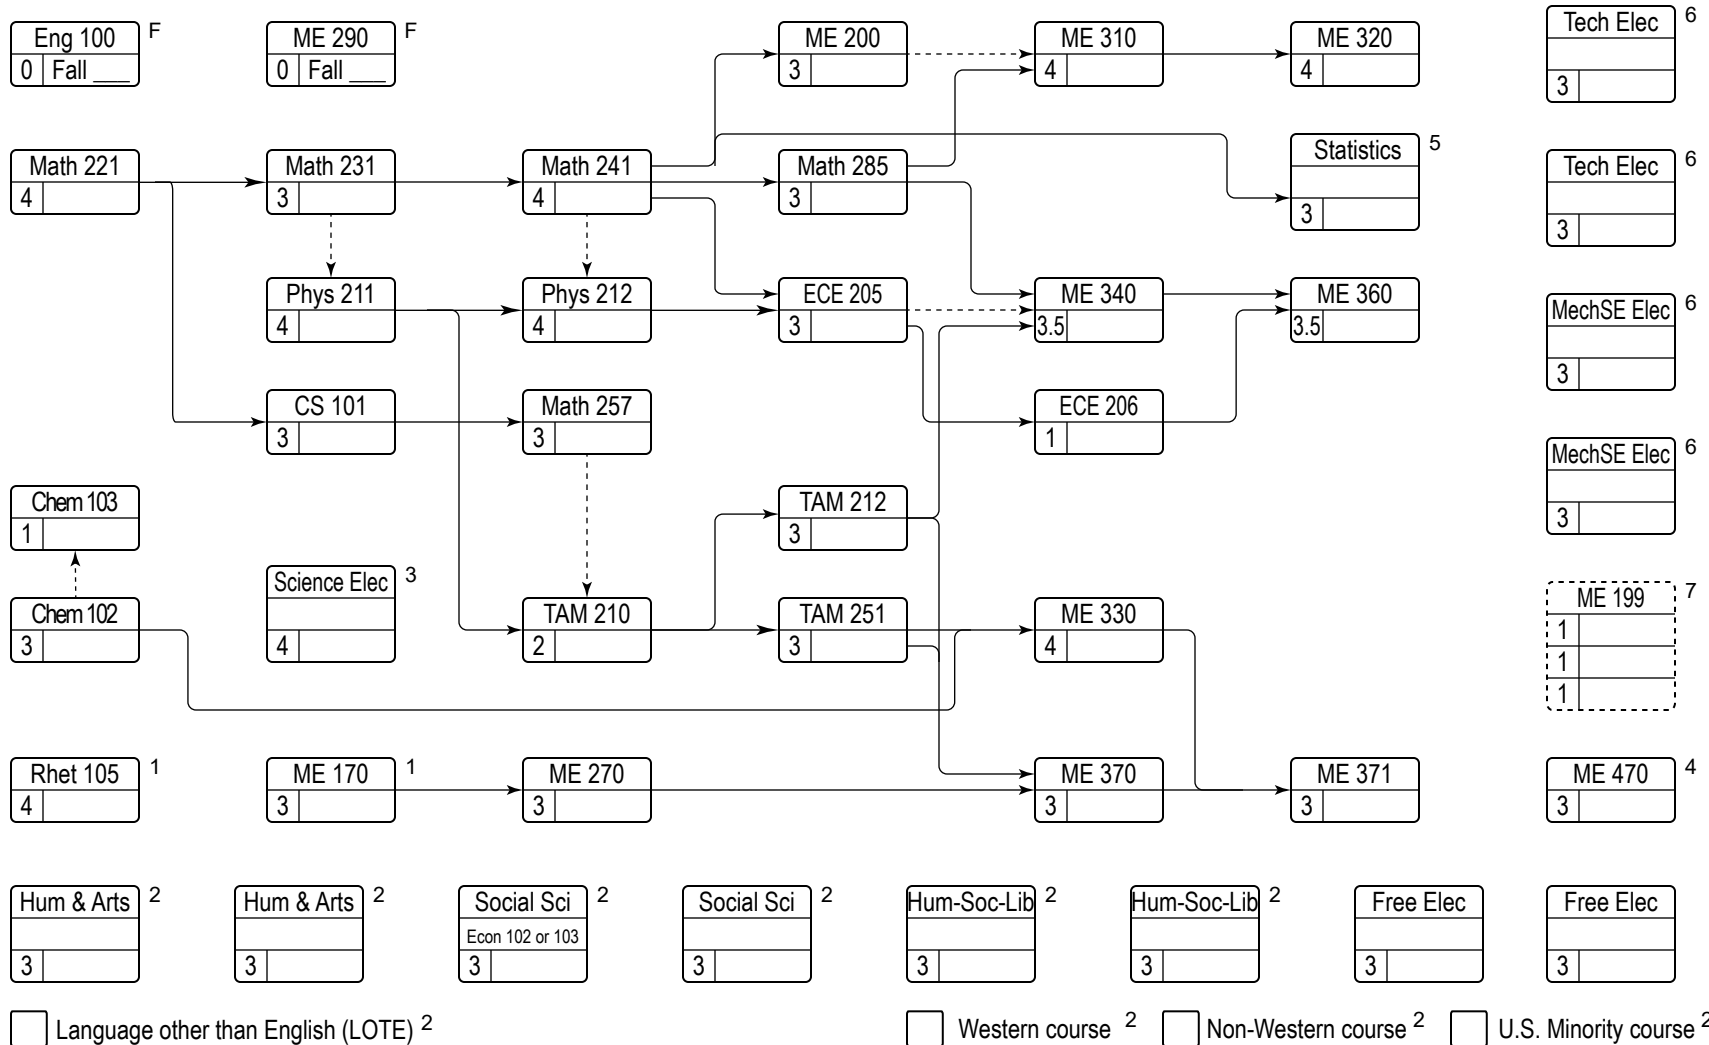 Eng 100 F
0 Fall ___
ME 290 F
0 Fall ___
ME 200
3
ME 310
4
ME 320
4
Tech Elec 6
3
Math 221
4
Math 231
3
Math 241
4
Math 285
3
Statistics 5
3
Tech Elec 6
3
Phys 211
4
Phys 212
4
ECE 205
3
ME 340
3.5
ME 360
3.5
MechSE Elec 6
3
CS 101
3
Math 257
3
ECE 206
1
MechSE Elec 6
3
Chem 103
1
TAM 212
3
Chem 102
3
Science Elec 3
4
TAM 210
2
TAM 251
3
ME 330
4
ME 199 7
1
1
1
Rhet 105 1
4
ME 170 1
3
ME 270
3
ME 370
3
ME 371
3
ME 470 4
3
Hum & Arts 2
3
Hum & Arts 2
3
Social Sci 2
Econ 102 or 103
3
Social Sci 2
3
Hum-Soc-Lib 2
3
Hum-Soc-Lib 2
3
Free Elec
3
Free Elec
3
Language other than English (LOTE) 2
Western course 2
Non-Western course 2
U.S. Minority course 2